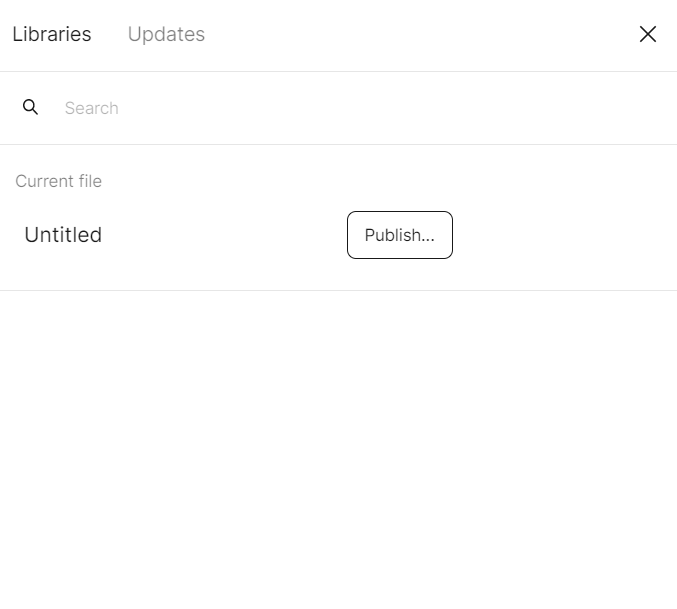 Libraries Updates
Search
Current file
Untitled Publish...